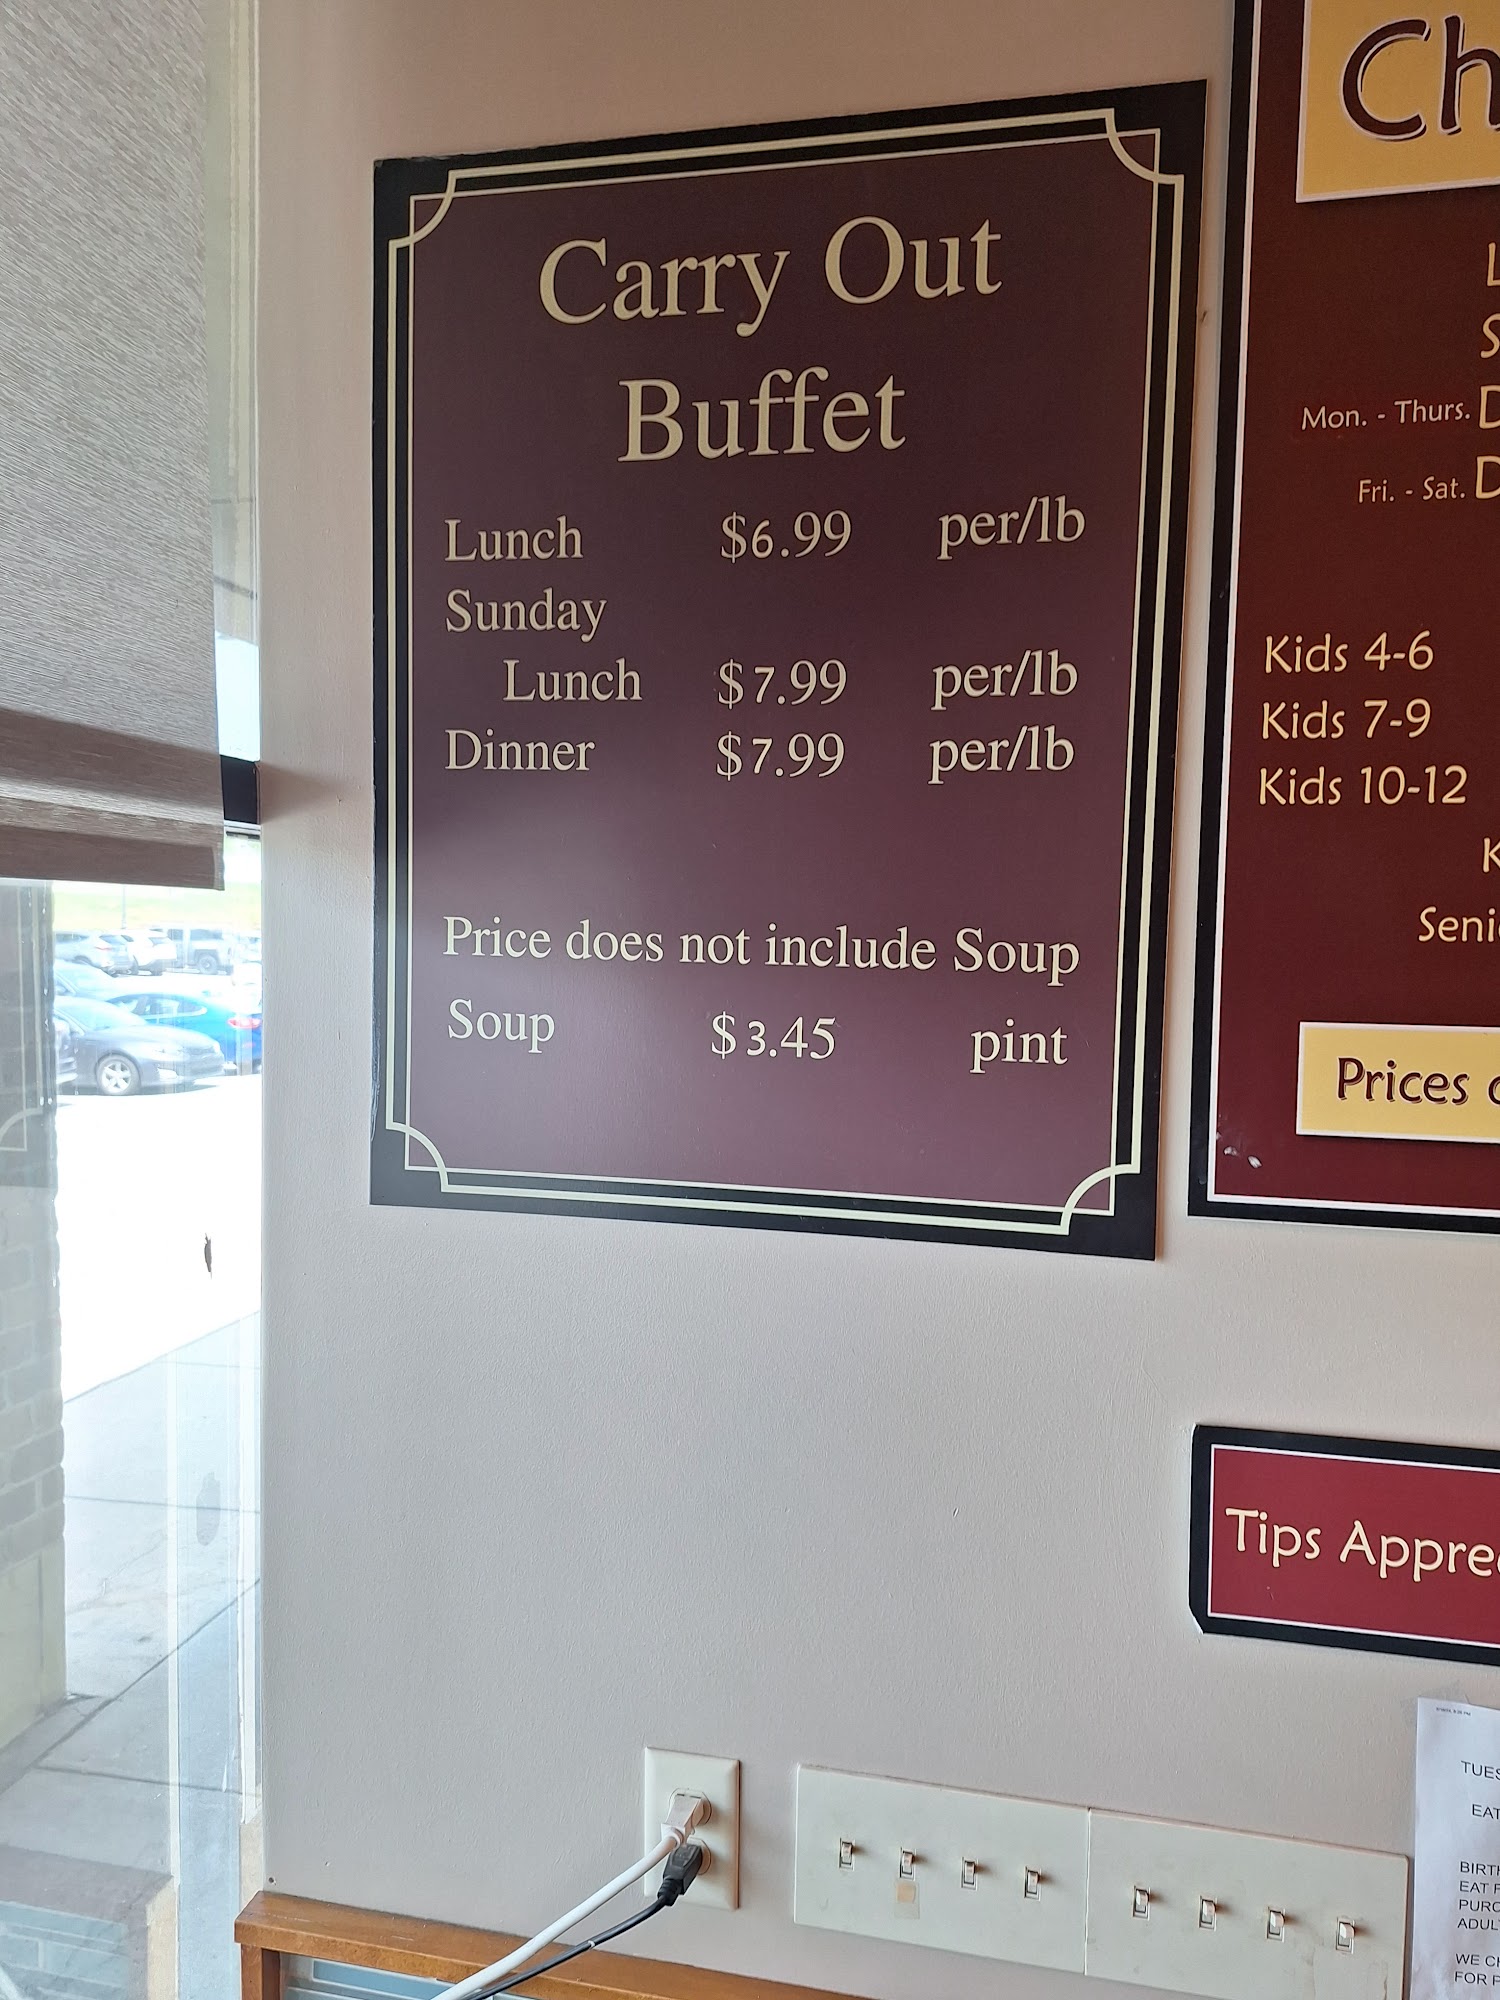 Carry Out
Buffet
Lunch $6.99 per/lb
Sunday
Lunch $7.99 per/lb
Dinner $7.99 per/lb
Price does not include Soup
Soup $3.45 pint
Mon. - Thurs.
Fri. - Sat.
Kids 4-6
Kids 7-9
Kids 10-12
Prices
Tips
WE
FOR